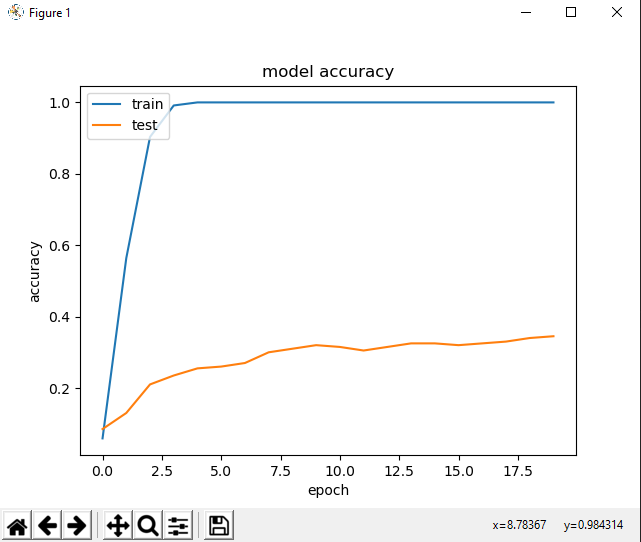 Figure 1
model accuracy
train
test
1.0
0.8
0.6
0.4
0.2
accuracy
0.0 2.5 5.0 7.5 10.0 12.5 15.0 17.5
epoch
x=8.78367 y=0.984314